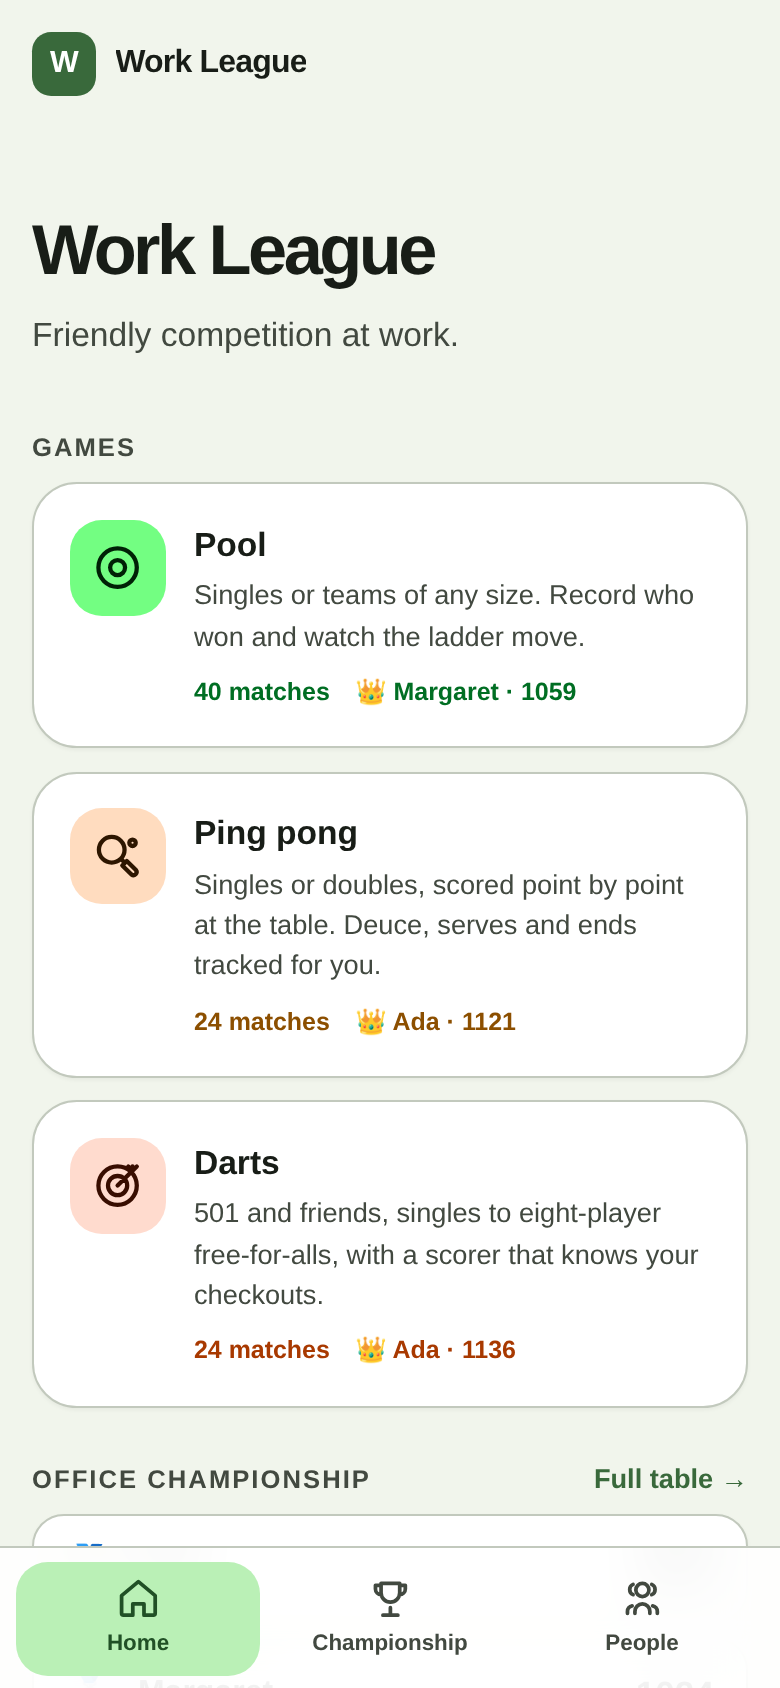 W Work League
Work League
Friendly competition at work.
GAMES
Pool
Singles or teams of any size. Record who
won and watch the ladder move.
40 matches 👑 Margaret · 1059
Ping pong
Singles or doubles, scored point by point
at the table. Deuce, serves and ends
tracked for you.
24 matches 👑 Ada · 1121
Darts
501 and friends, singles to eight-player
free-for-alls, with a scorer that knows your
checkouts.
24 matches 👑 Ada · 1136
OFFICE CHAMPIONSHIP Full table →
Home Championship People